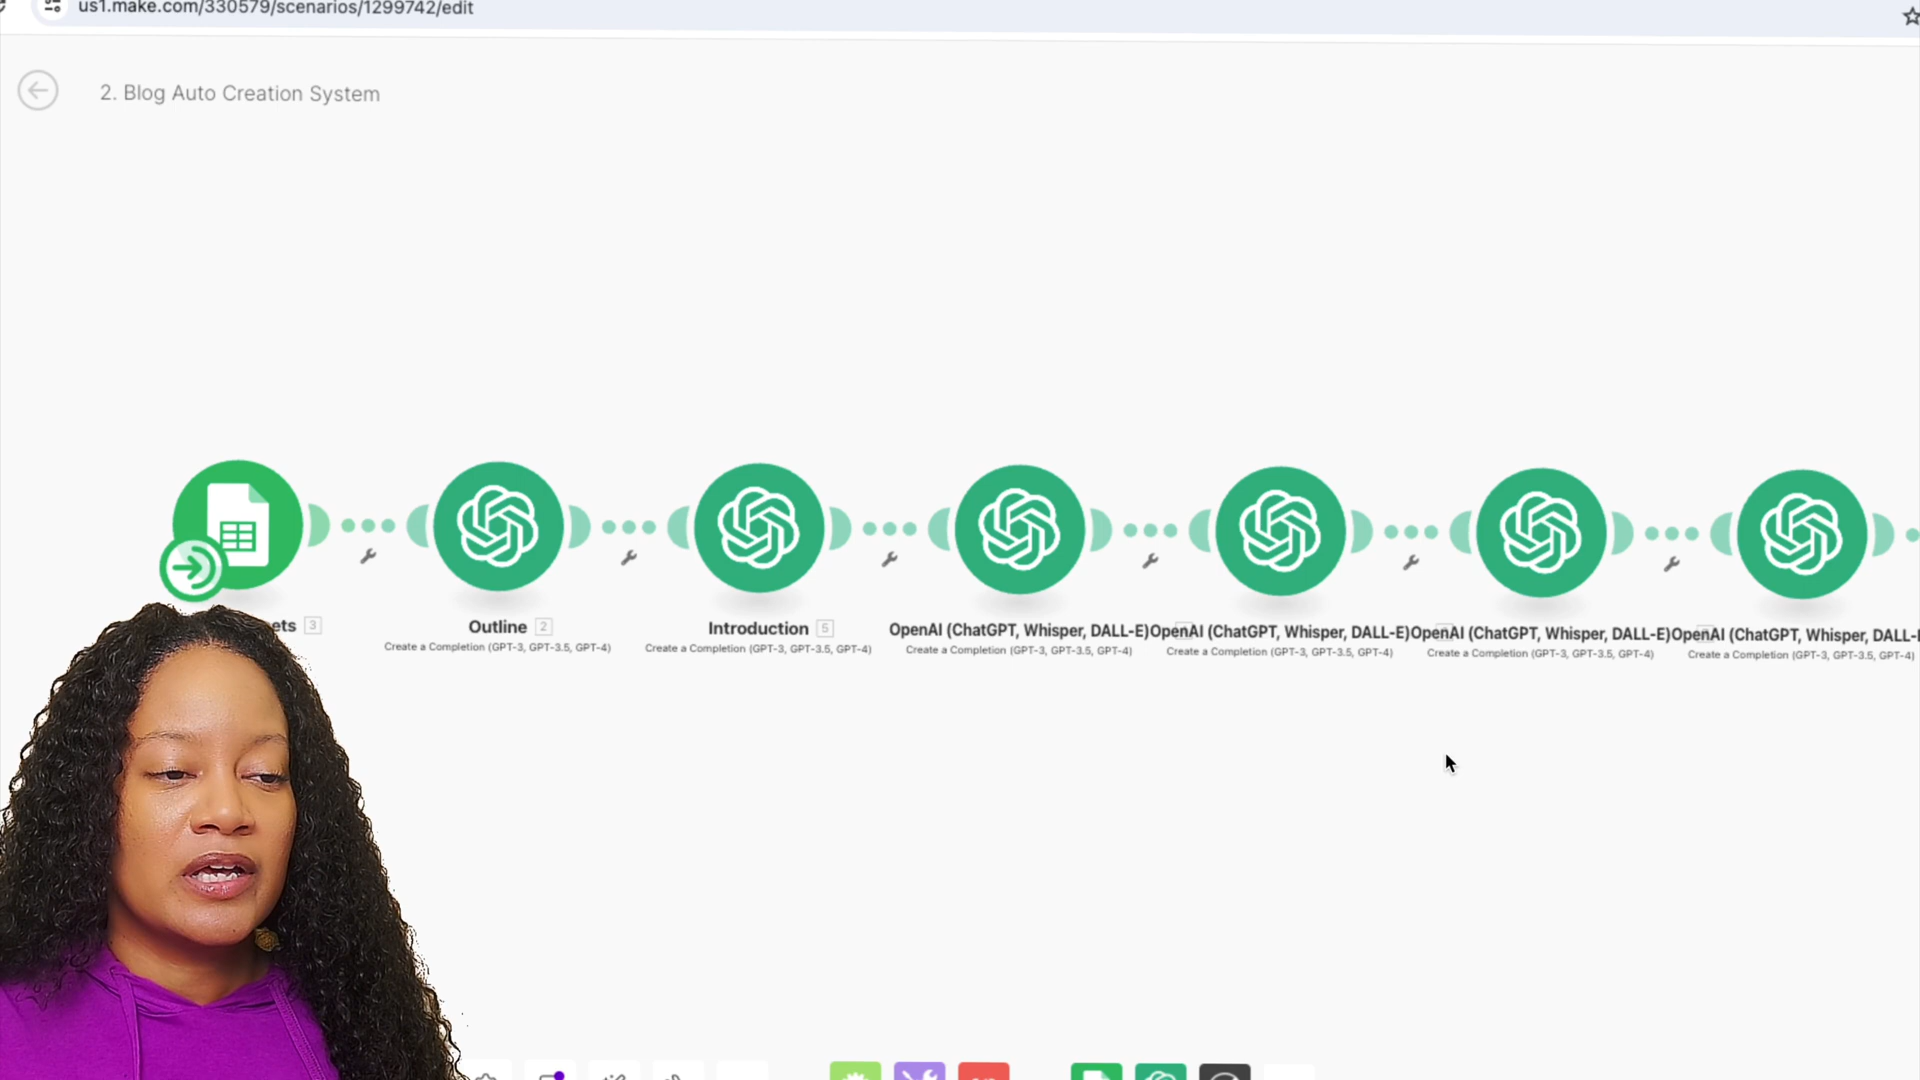 us1.make.com/330579/scenarios/1299742/edit
2. Blog Auto Creation System
ets 3
Outline 2
Create a Completion (GPT-3, GPT-3.5, GPT-4)
Introduction 5
Create a Completion (GPT-3, GPT-3.5, GPT-4)
OpenAI (ChatGPT, Whisper, DALL-E)
Create a Completion (GPT-3, GPT-3.5, GPT-4)
OpenAI (ChatGPT, Whisper, DALL-E)
Create a Completion (GPT-3, GPT-3.5, GPT-4)
OpenAI (ChatGPT, Whisper, DALL-E)
Create a Completion (GPT-3, GPT-3.5, GPT-4)
OpenAI (ChatGPT, Whisper, DALL-
Create a Completion (GPT-3, GPT-3.5, GPT-4)